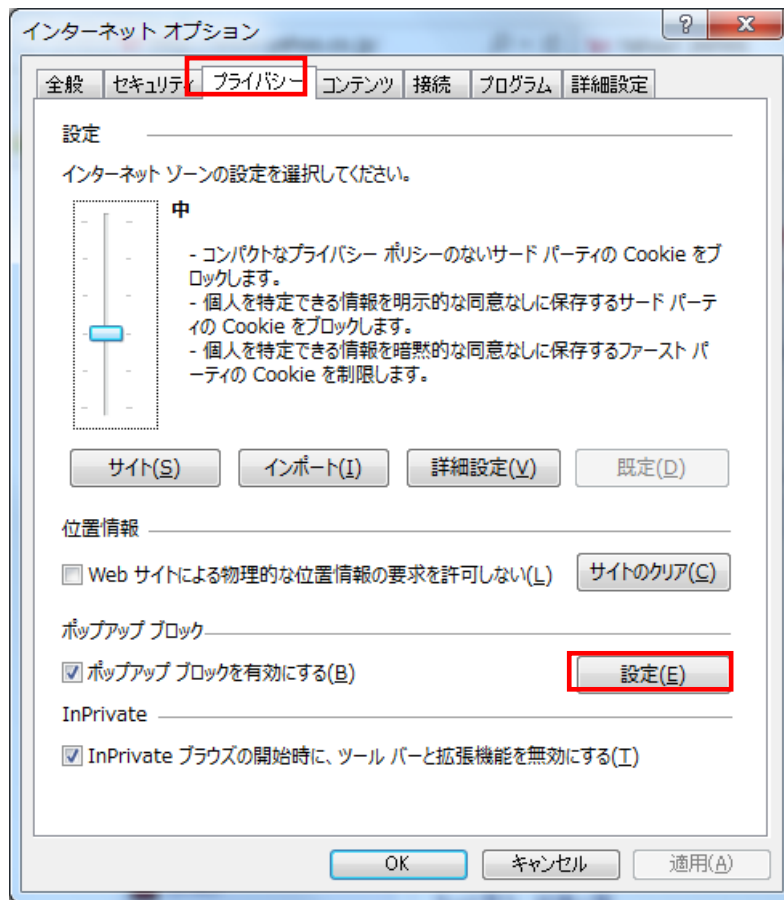 インターネット オプション
全般 セキュリティ プライバシー コンテンツ 接続 プログラム 詳細設定
設定
インターネット ゾーンの設定を選択してください。
中
- コンパクトなプライバシー ポリシーのないサード パーティの Cookie をブ
ロックします。
- 個人を特定できる情報を明示的な同意なしに保存するサード パーテ
ィの Cookie をブロックします。
- 個人を特定できる情報を暗黙的な同意なしに保存するファースト パ
ーティの Cookie を制限します。
サイト(S) インポート(I) 詳細設定(V) 既定(D)
位置情報
Web サイトによる物理的な位置情報の要求を許可しない(L) サイトのクリア(C)
ポップアップ ブロック
ポップアップ ブロックを有効にする(B) 設定(E)
InPrivate
InPrivate ブラウズの開始時に、ツール バーと拡張機能を無効にする(T)
OK キャンセル 適用(A)